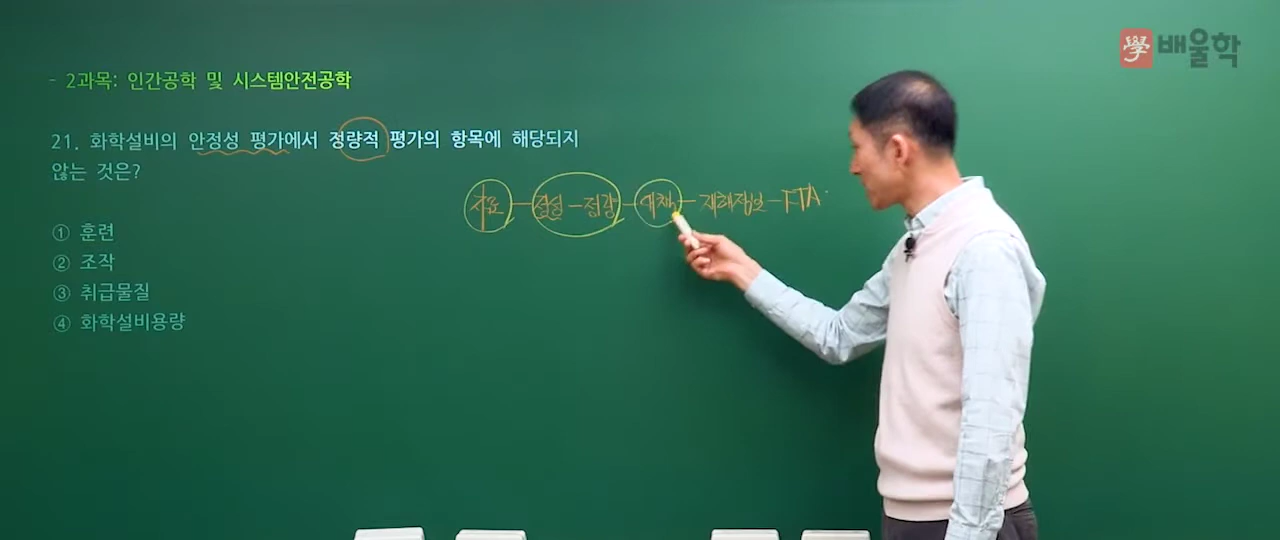 學 배울학
- 2과목: 인간공학 및 시스템안전공학
21. 화학설비의 안정성 평가에서 정량적 평가의 항목에 해당되지
않는 것은?
정성 - 정량 - 대책 - 재해정보 - FTA
① 훈련
② 조작
③ 취급물질
④ 화학설비용량